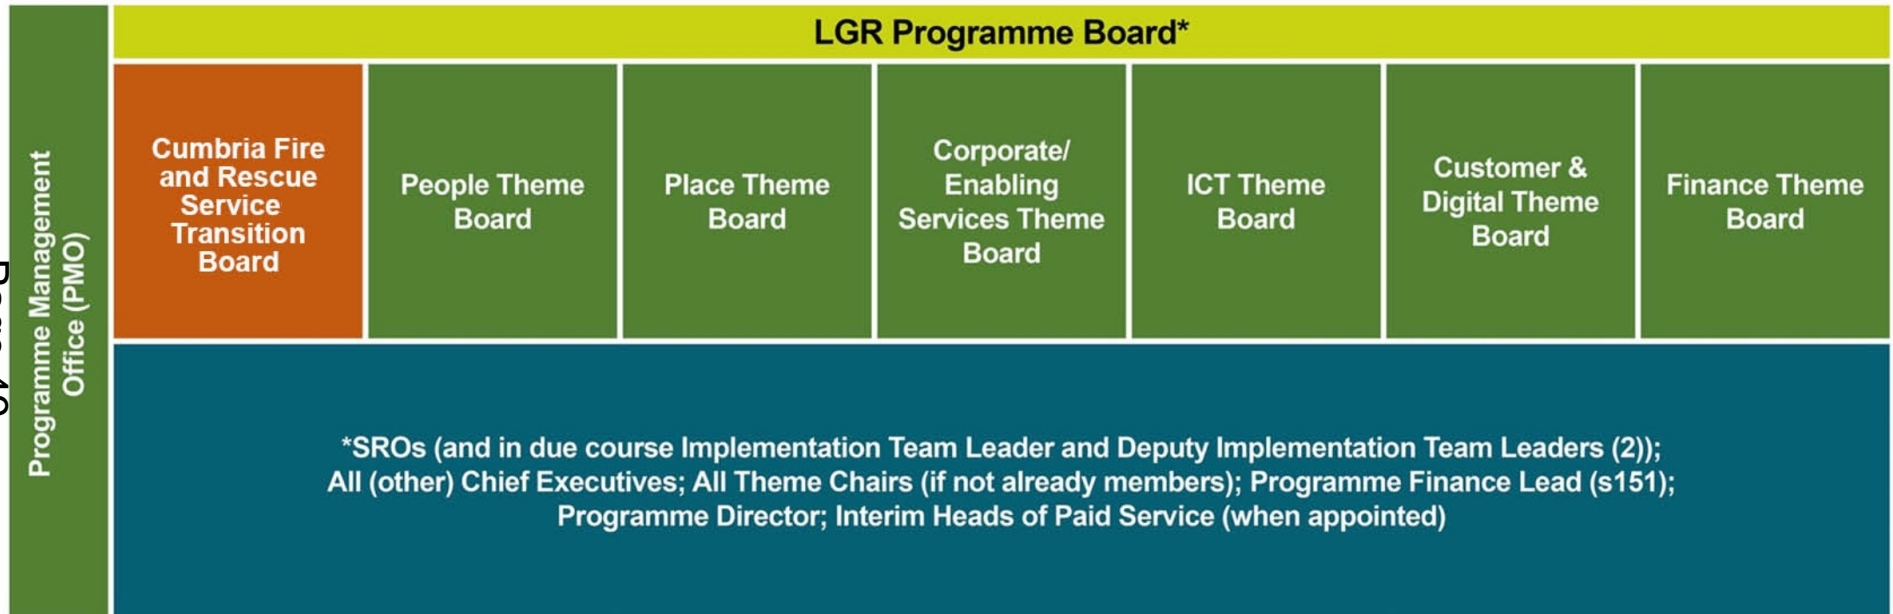 LGR Programme Board*
Programme Management
Office (PMO)
Cumbria Fire
and Rescue
Service
Transition
Board
People Theme
Board
Place Theme
Board
Corporate/
Enabling
Services Theme
Board
ICT Theme
Board
Customer &
Digital Theme
Board
Finance Theme
Board
*SROs (and in due course Implementation Team Leader and Deputy Implementation Team Leaders (2));
All (other) Chief Executives; All Theme Chairs (if not already members); Programme Finance Lead (s151);
Programme Director; Interim Heads of Paid Service (when appointed)